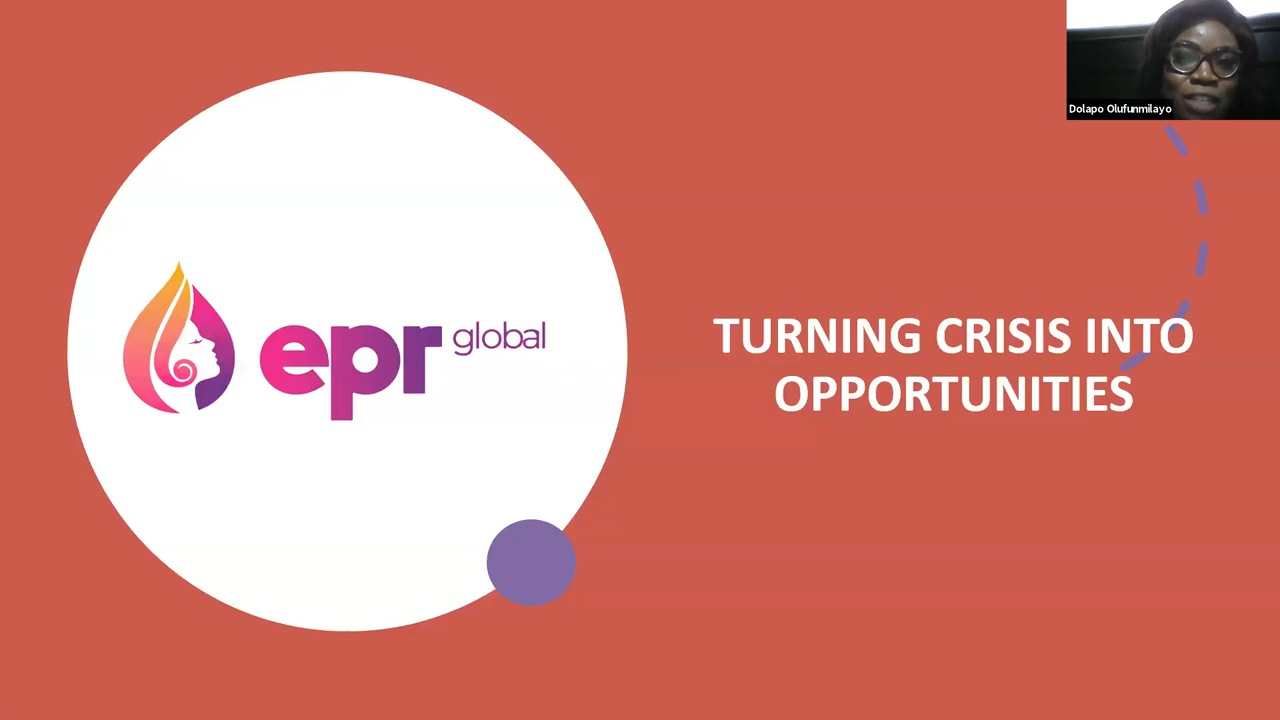 Dolapo Olufunmilayo
epr global
TURNING CRISIS INTO
OPPORTUNITIES